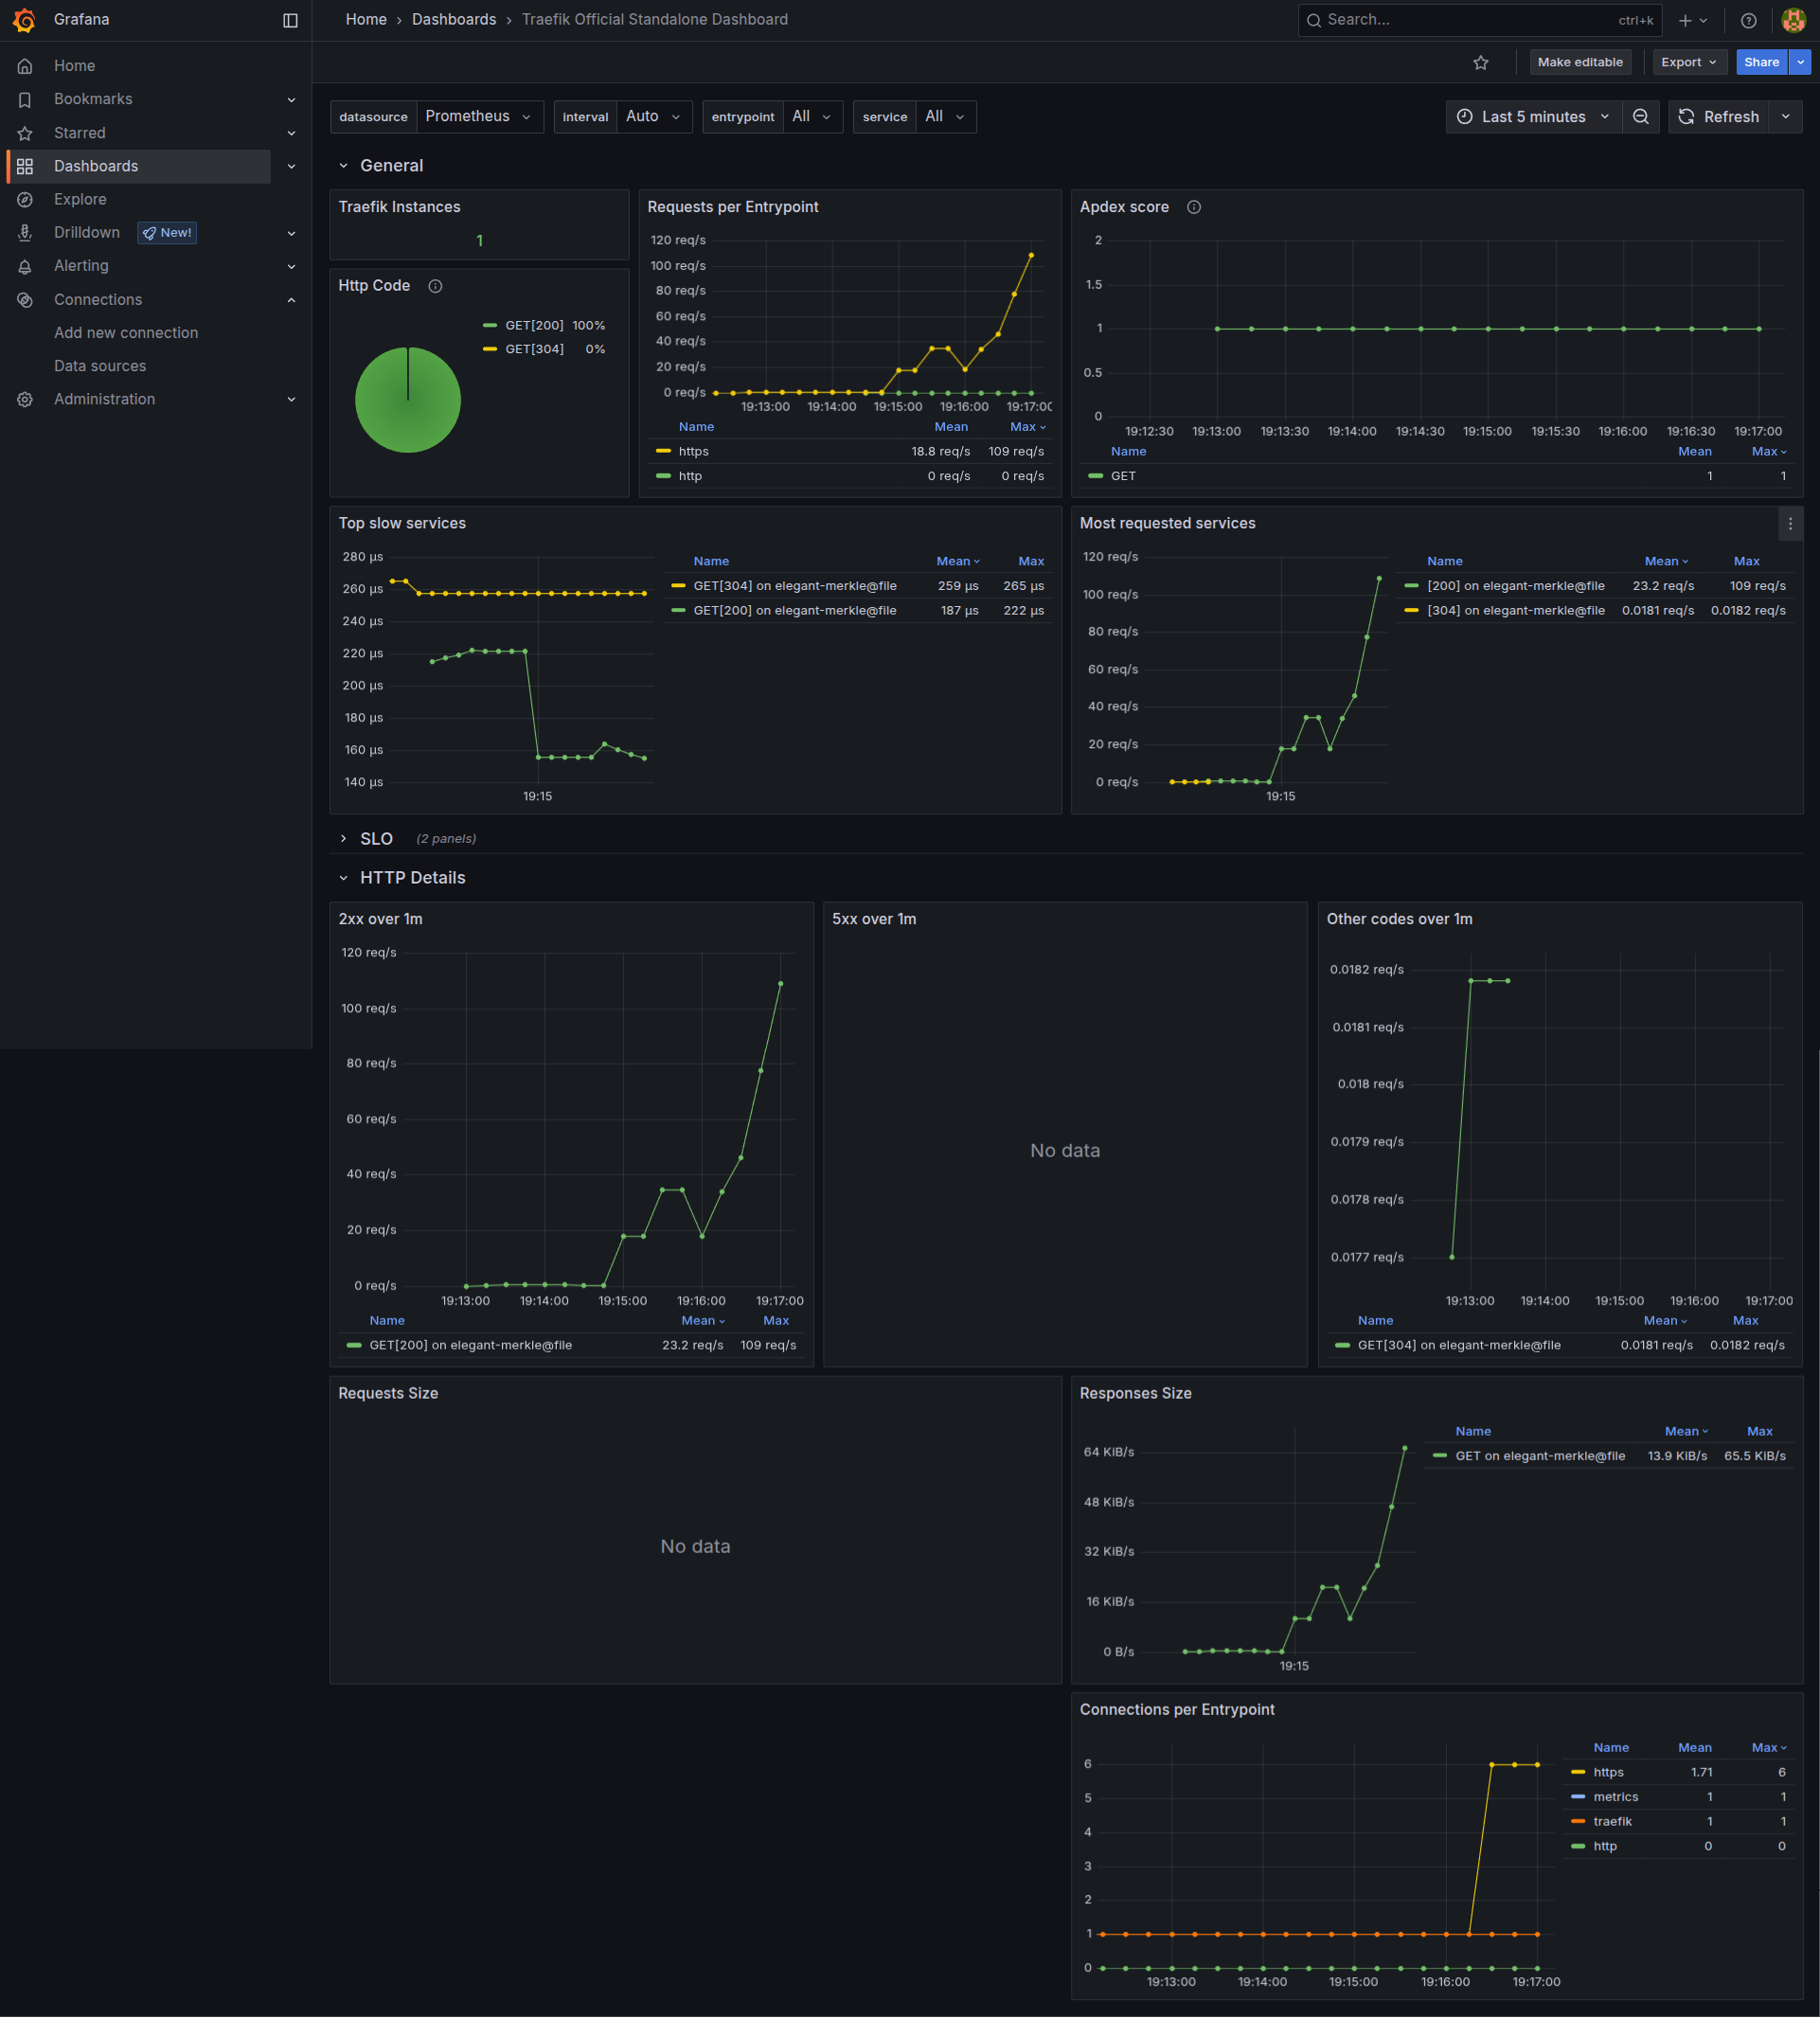 Grafana
Home › Dashboards › Traefik Official Standalone Dashboard
Search... ctrl+k
Home
Bookmarks
Starred
Dashboards
Explore
Drilldown New!
Alerting
Connections
Add new connection
Data sources
Administration
Make editable Export Share
datasource Prometheus interval Auto entrypoint All service All
Last 5 minutes Refresh
General
Traefik Instances
1
Http Code
GET[200] 100%
GET[304] 0%
Requests per Entrypoint
120 req/s
100 req/s
80 req/s
60 req/s
40 req/s
20 req/s
0 req/s
19:13:00 19:14:00 19:15:00 19:16:00 19:17:00
Name Mean Max
https 18.8 req/s 109 req/s
http 0 req/s 0 req/s
Apdex score
2
1.5
1
0.5
0
19:12:30 19:13:00 19:13:30 19:14:00 19:14:30 19:15:00 19:15:30 19:16:00 19:16:30 19:17:00
Name Mean Max
GET 1 1
Top slow services
280 µs
260 µs
240 µs
220 µs
200 µs
180 µs
160 µs
140 µs
19:15
Name Mean Max
GET[304] on elegant-merkle@file 259 µs 265 µs
GET[200] on elegant-merkle@file 187 µs 222 µs
Most requested services
120 req/s
100 req/s
80 req/s
60 req/s
40 req/s
20 req/s
0 req/s
19:15
Name Mean Max
[200] on elegant-merkle@file 23.2 req/s 109 req/s
[304] on elegant-merkle@file 0.0181 req/s 0.0182 req/s
SLO (2 panels)
HTTP Details
2xx over 1m
120 req/s
100 req/s
80 req/s
60 req/s
40 req/s
20 req/s
0 req/s
19:13:00 19:14:00 19:15:00 19:16:00 19:17:00
Name Mean Max
GET[200] on elegant-merkle@file 23.2 req/s 109 req/s
5xx over 1m
No data
Other codes over 1m
0.0182 req/s
0.0181 req/s
0.018 req/s
0.0179 req/s
0.0178 req/s
0.0177 req/s
19:13:00 19:14:00 19:15:00 19:16:00 19:17:00
Name Mean Max
GET[304] on elegant-merkle@file 0.0181 req/s 0.0182 req/s
Requests Size
No data
Responses Size
64 KiB/s
48 KiB/s
32 KiB/s
16 KiB/s
0 B/s
19:15
Name Mean Max
GET on elegant-merkle@file 13.9 KiB/s 65.5 KiB/s
Connections per Entrypoint
6
5
4
3
2
1
0
19:13:00 19:14:00 19:15:00 19:16:00 19:17:00
Name Mean Max
https 1.71 6
metrics 1 1
traefik 1 1
http 0 0